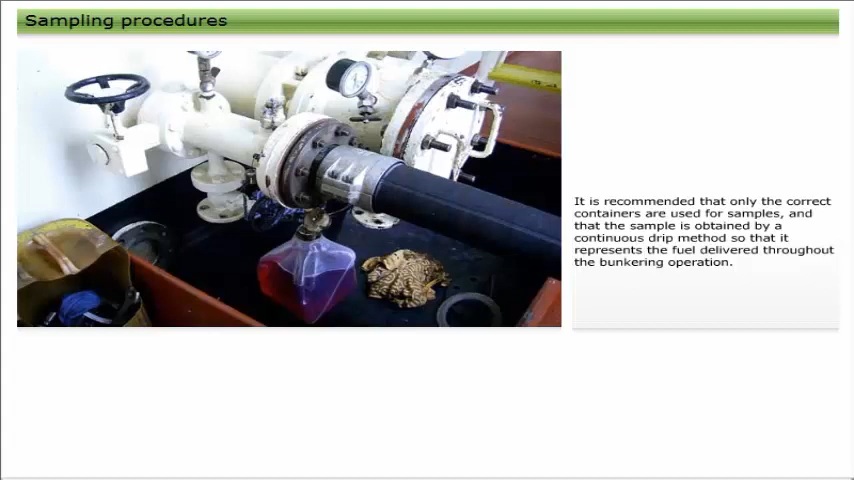 Sampling procedures
It is recommended that only the correct
containers are used for samples, and
that the sample is obtained by a
continuous drip method so that it
represents the fuel delivered throughout
the bunkering operation.